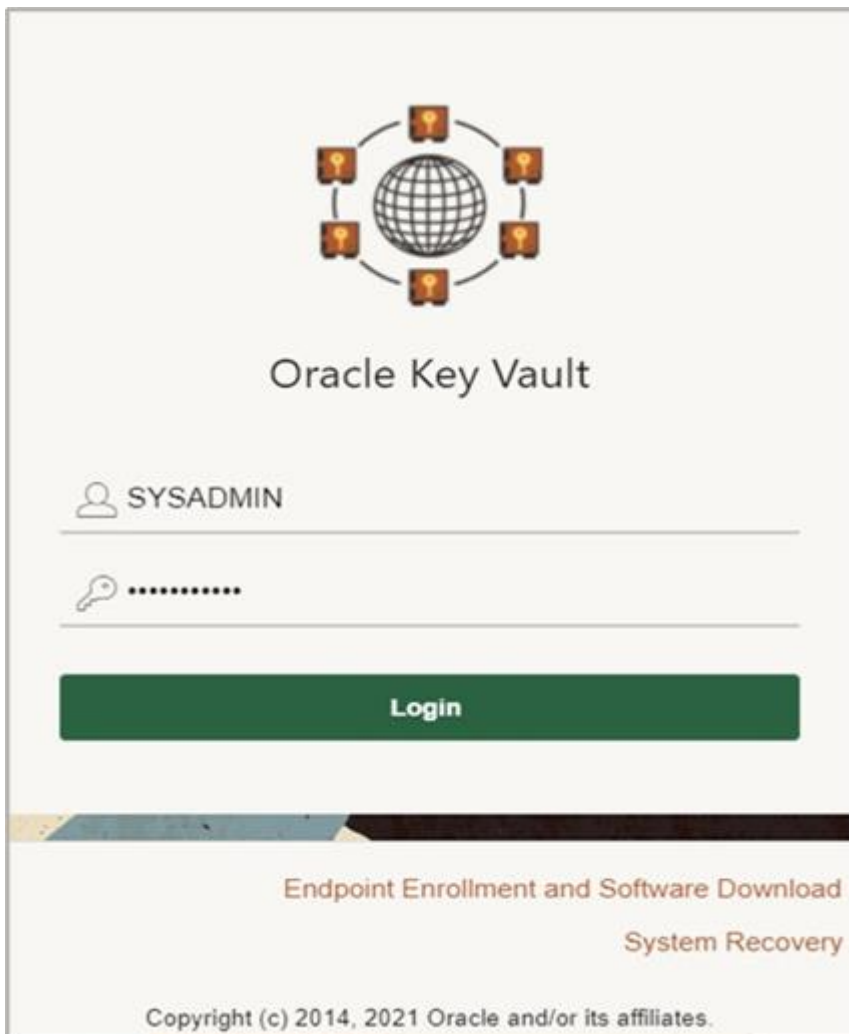 Oracle Key Vault
SYSADMIN
•••••••••••
Login
Endpoint Enrollment and Software Download
System Recovery
Copyright (c) 2014, 2021 Oracle and/or its affiliates.